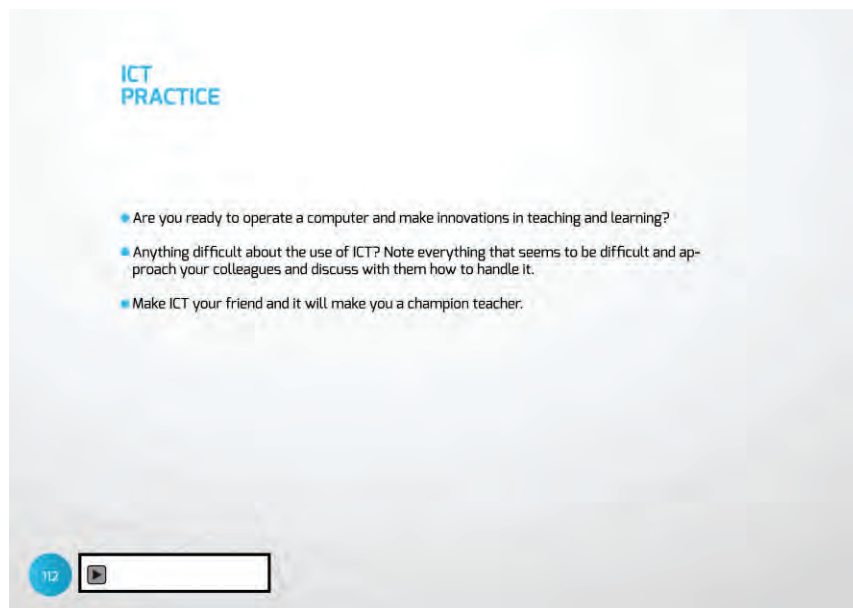 ICT
PRACTICE
Are you ready to operate a computer and make innovations in teaching and learning?
Anything difficult about the use of ICT? Note everything that seems to be difficult and ap-
proach your colleagues and discuss with them how to handle it.
Make ICT your friend and it will make you a champion teacher.
112